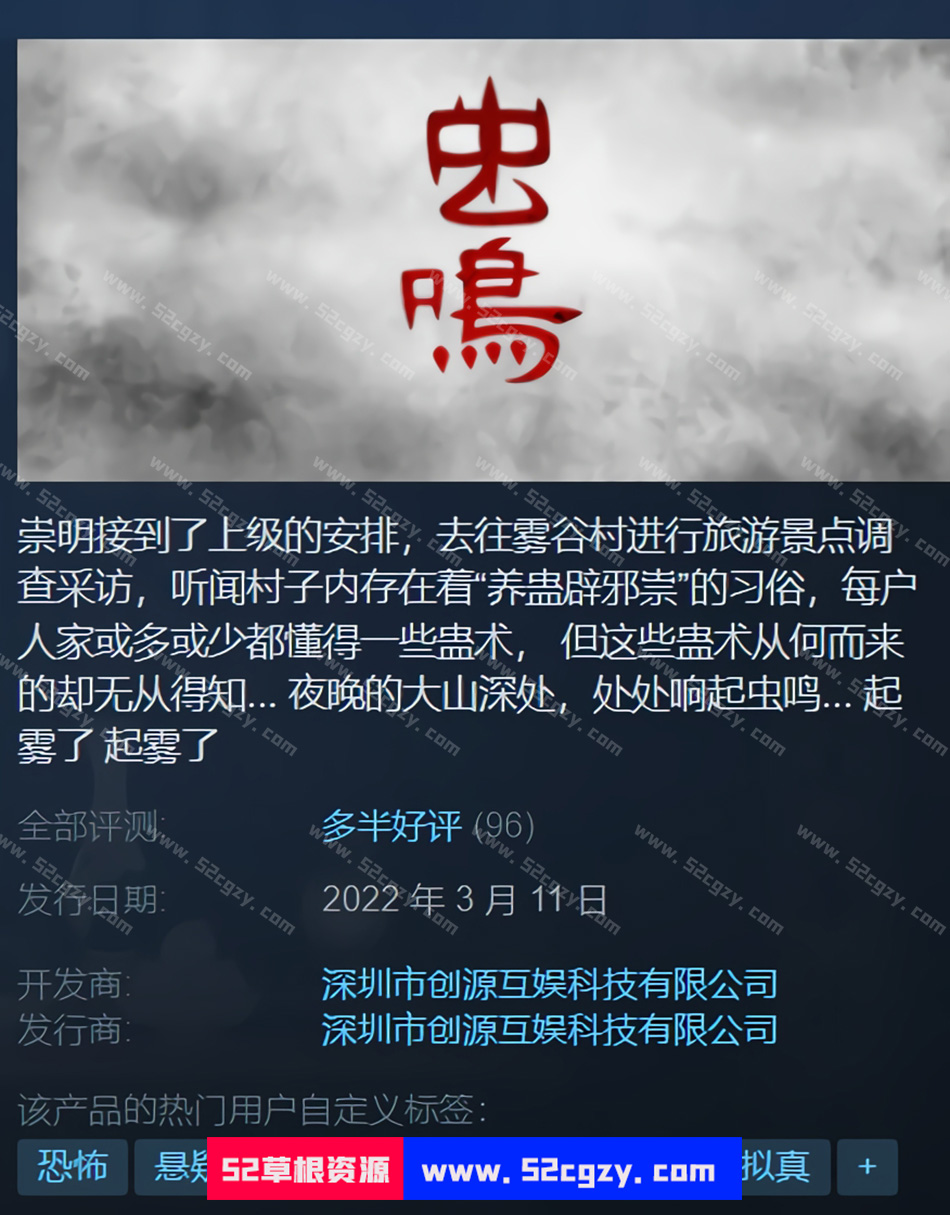 虫
鳴
崇明接到了上级的安排，去往雾谷村进行旅游景点调
查采访，听闻村子内存在着“养蛊辟邪祟”的习俗，每户
人家或多或少都懂得一些蛊术， 但这些蛊术从何而来
的却无从得知... 夜晚的大山深处，处处响起虫鸣... 起
雾了 起雾了
全部评测: 多半好评 (96)
发行日期: 2022 年 3 月 11 日
开发商: 深圳市创源互娱科技有限公司
发行商: 深圳市创源互娱科技有限公司
该产品的热门用户自定义标签：
恐怖 悬疑 52草根资源 www.52cgzy.com 拟真 +